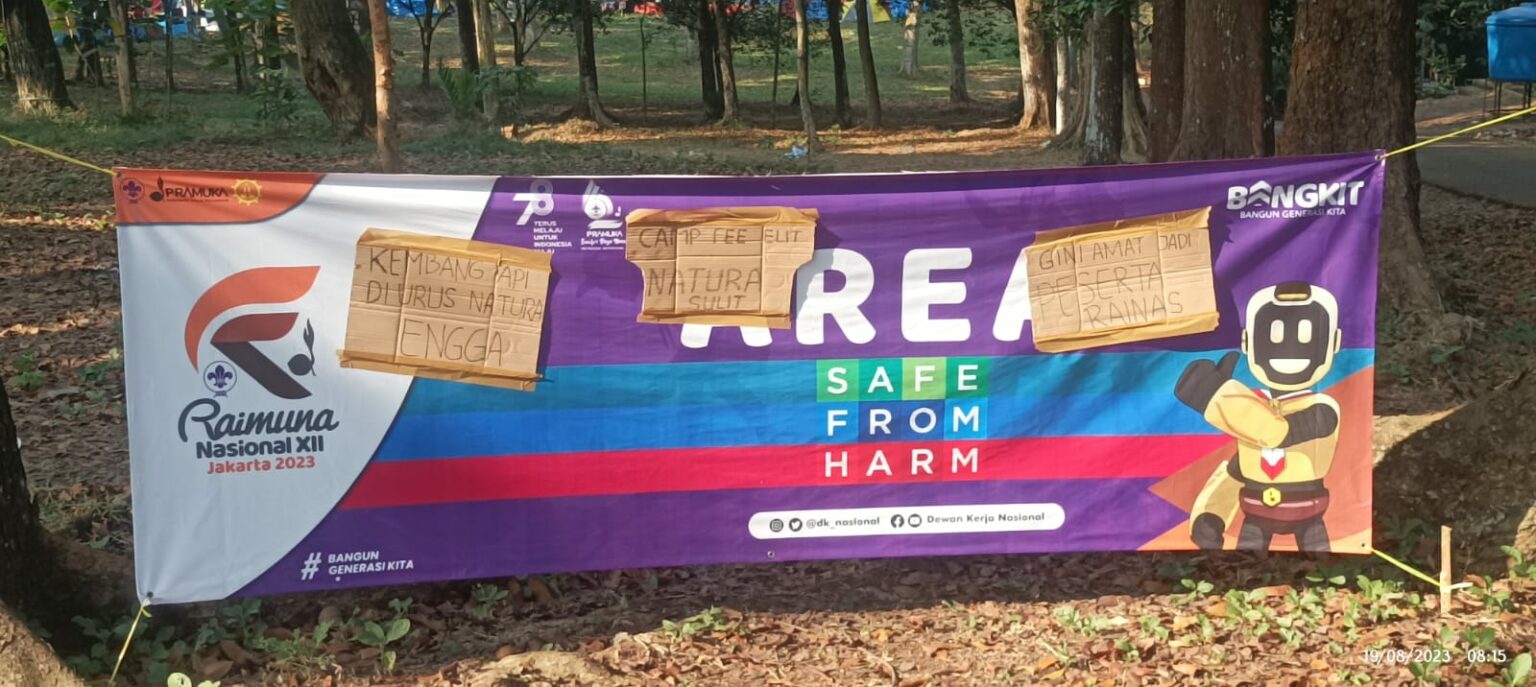 PRAMUKA
78
TERUS
MELAJU
UNTUK
INDONESIA
PRAMUKA
BANGKIT
BANGUN GENERASI KITA
KEMBANG API
DIURUS NATURA
ENGGA
CAMP FEE ELIT
NATURA
SULIT
GINI AMAT JADI
PESERTA
RAINAS
AREA
SAFE
FROM
HARM
Raimuna
Nasional XII
Jakarta 2023
@dk_nasional Dewan Kerja Nasional
# BANGUN
GENERASI KITA
19/08/2023 08:15